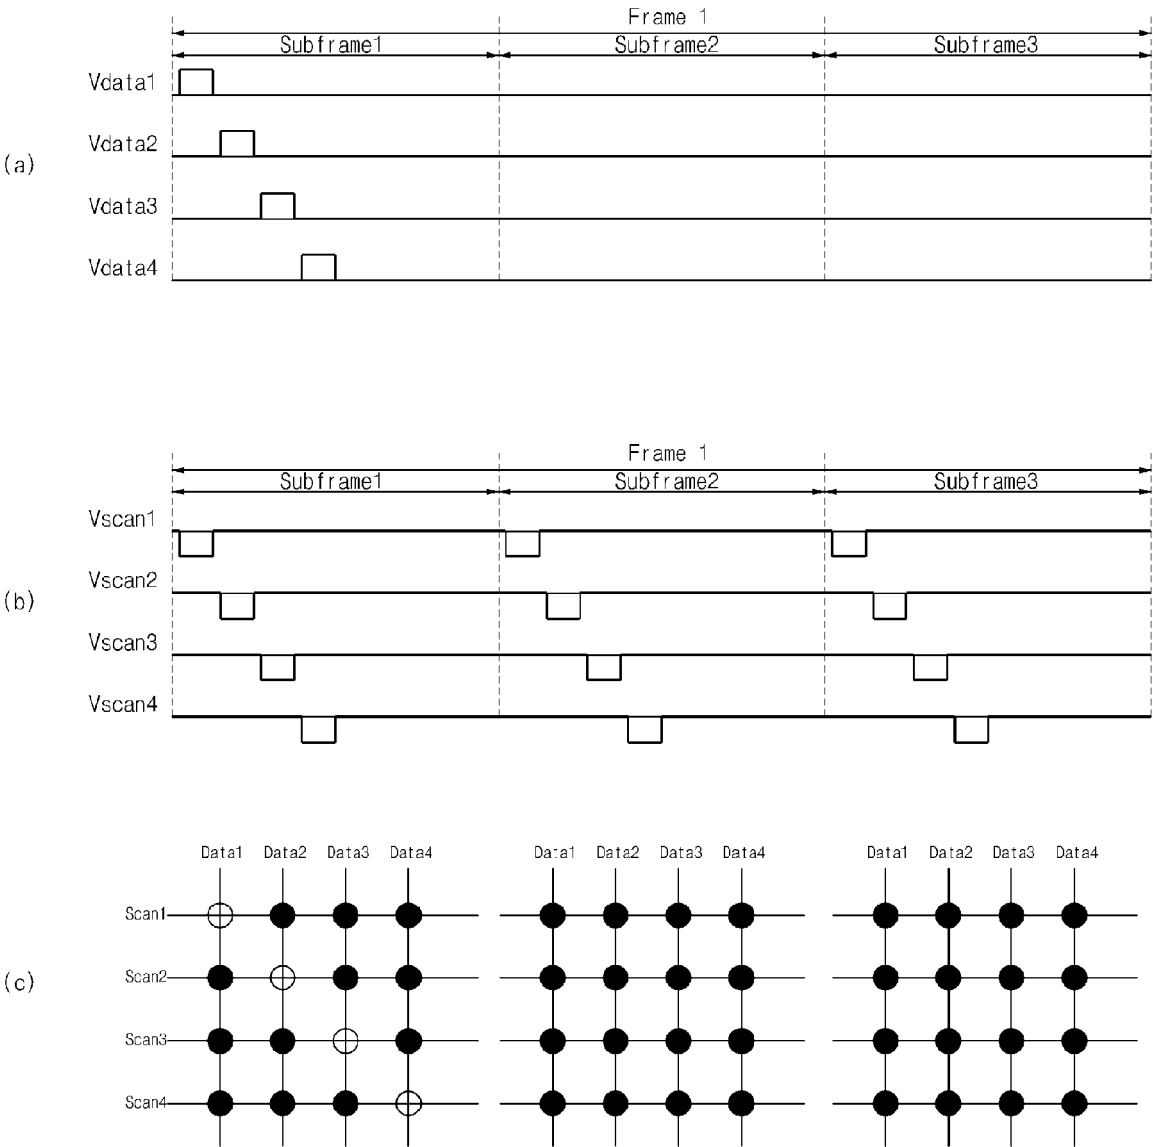 Frame 1
Subframe1 Subframe2 Subframe3
Vdata1
Vdata2
(a)
Vdata3
Vdata4
Frame 1
Subframe1 Subframe2 Subframe3
Vscan1
Vscan2
(b)
Vscan3
Vscan4
Data1 Data2 Data3 Data4 Data1 Data2 Data3 Data4 Data1 Data2 Data3 Data4
Scan1
Scan2
(c)
Scan3
Scan4